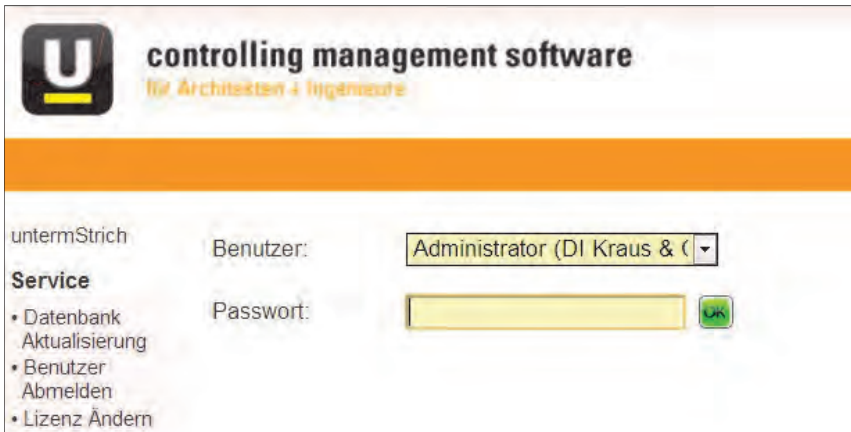 U
controlling management software
für Architekten + Ingenieure
untermStrich
Service
• Datenbank
Aktualisierung
• Benutzer
Abmelden
• Lizenz Ändern
Benutzer:
Administrator (DI Kraus & C
Passwort:
OK